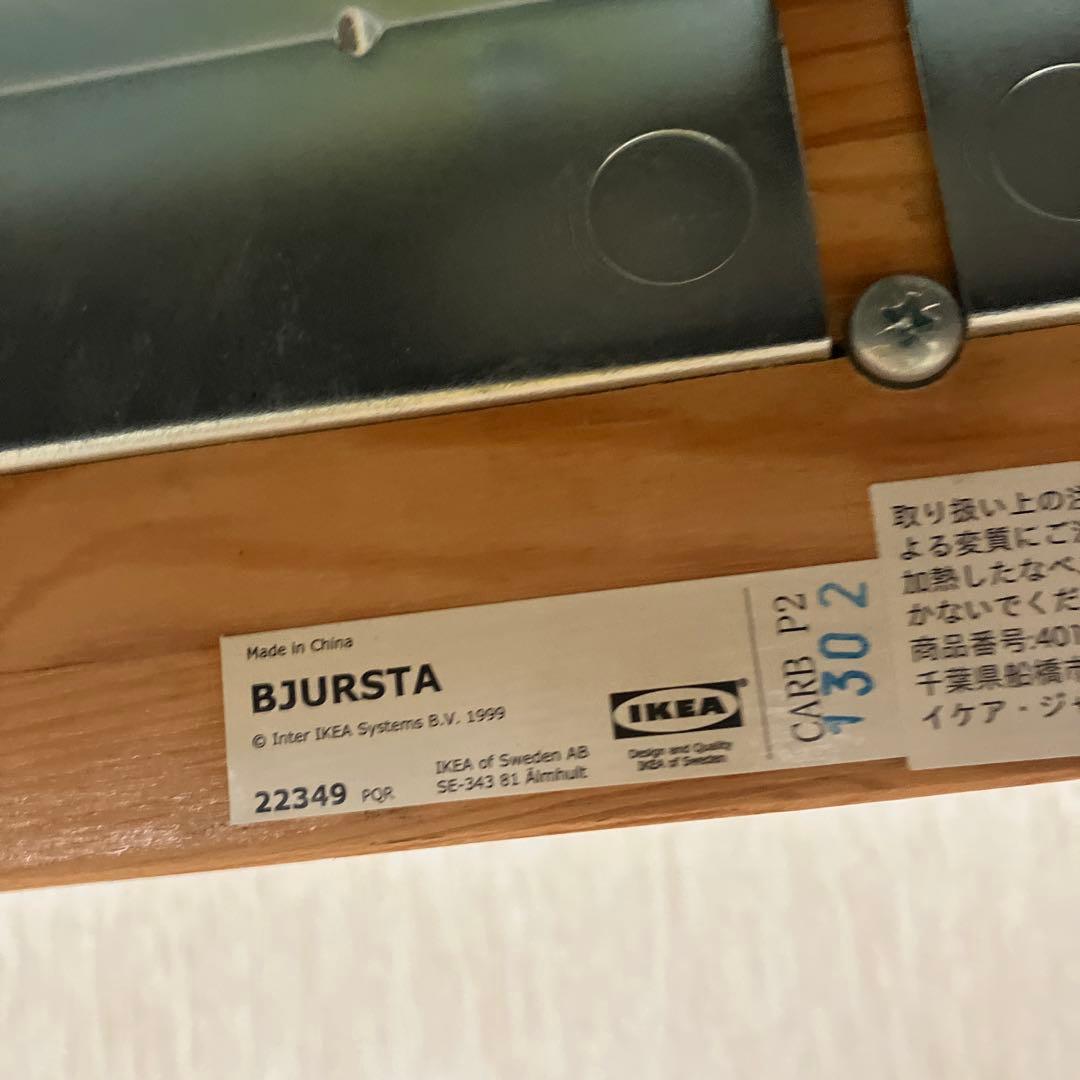 Made in China
BJURSTA
© Inter IKEA Systems B.V. 1999
22349 PQR
IKEA of Sweden AB
SE-343 81 Älmhult
IKEA®
Design and Quality
IKEA of Sweden
CARB P2
1302
取り扱い上の注
よる変質にご注
加熱したなべ
かないでくだ
商品番号:401
千葉県船橋市
イケア・ジャ